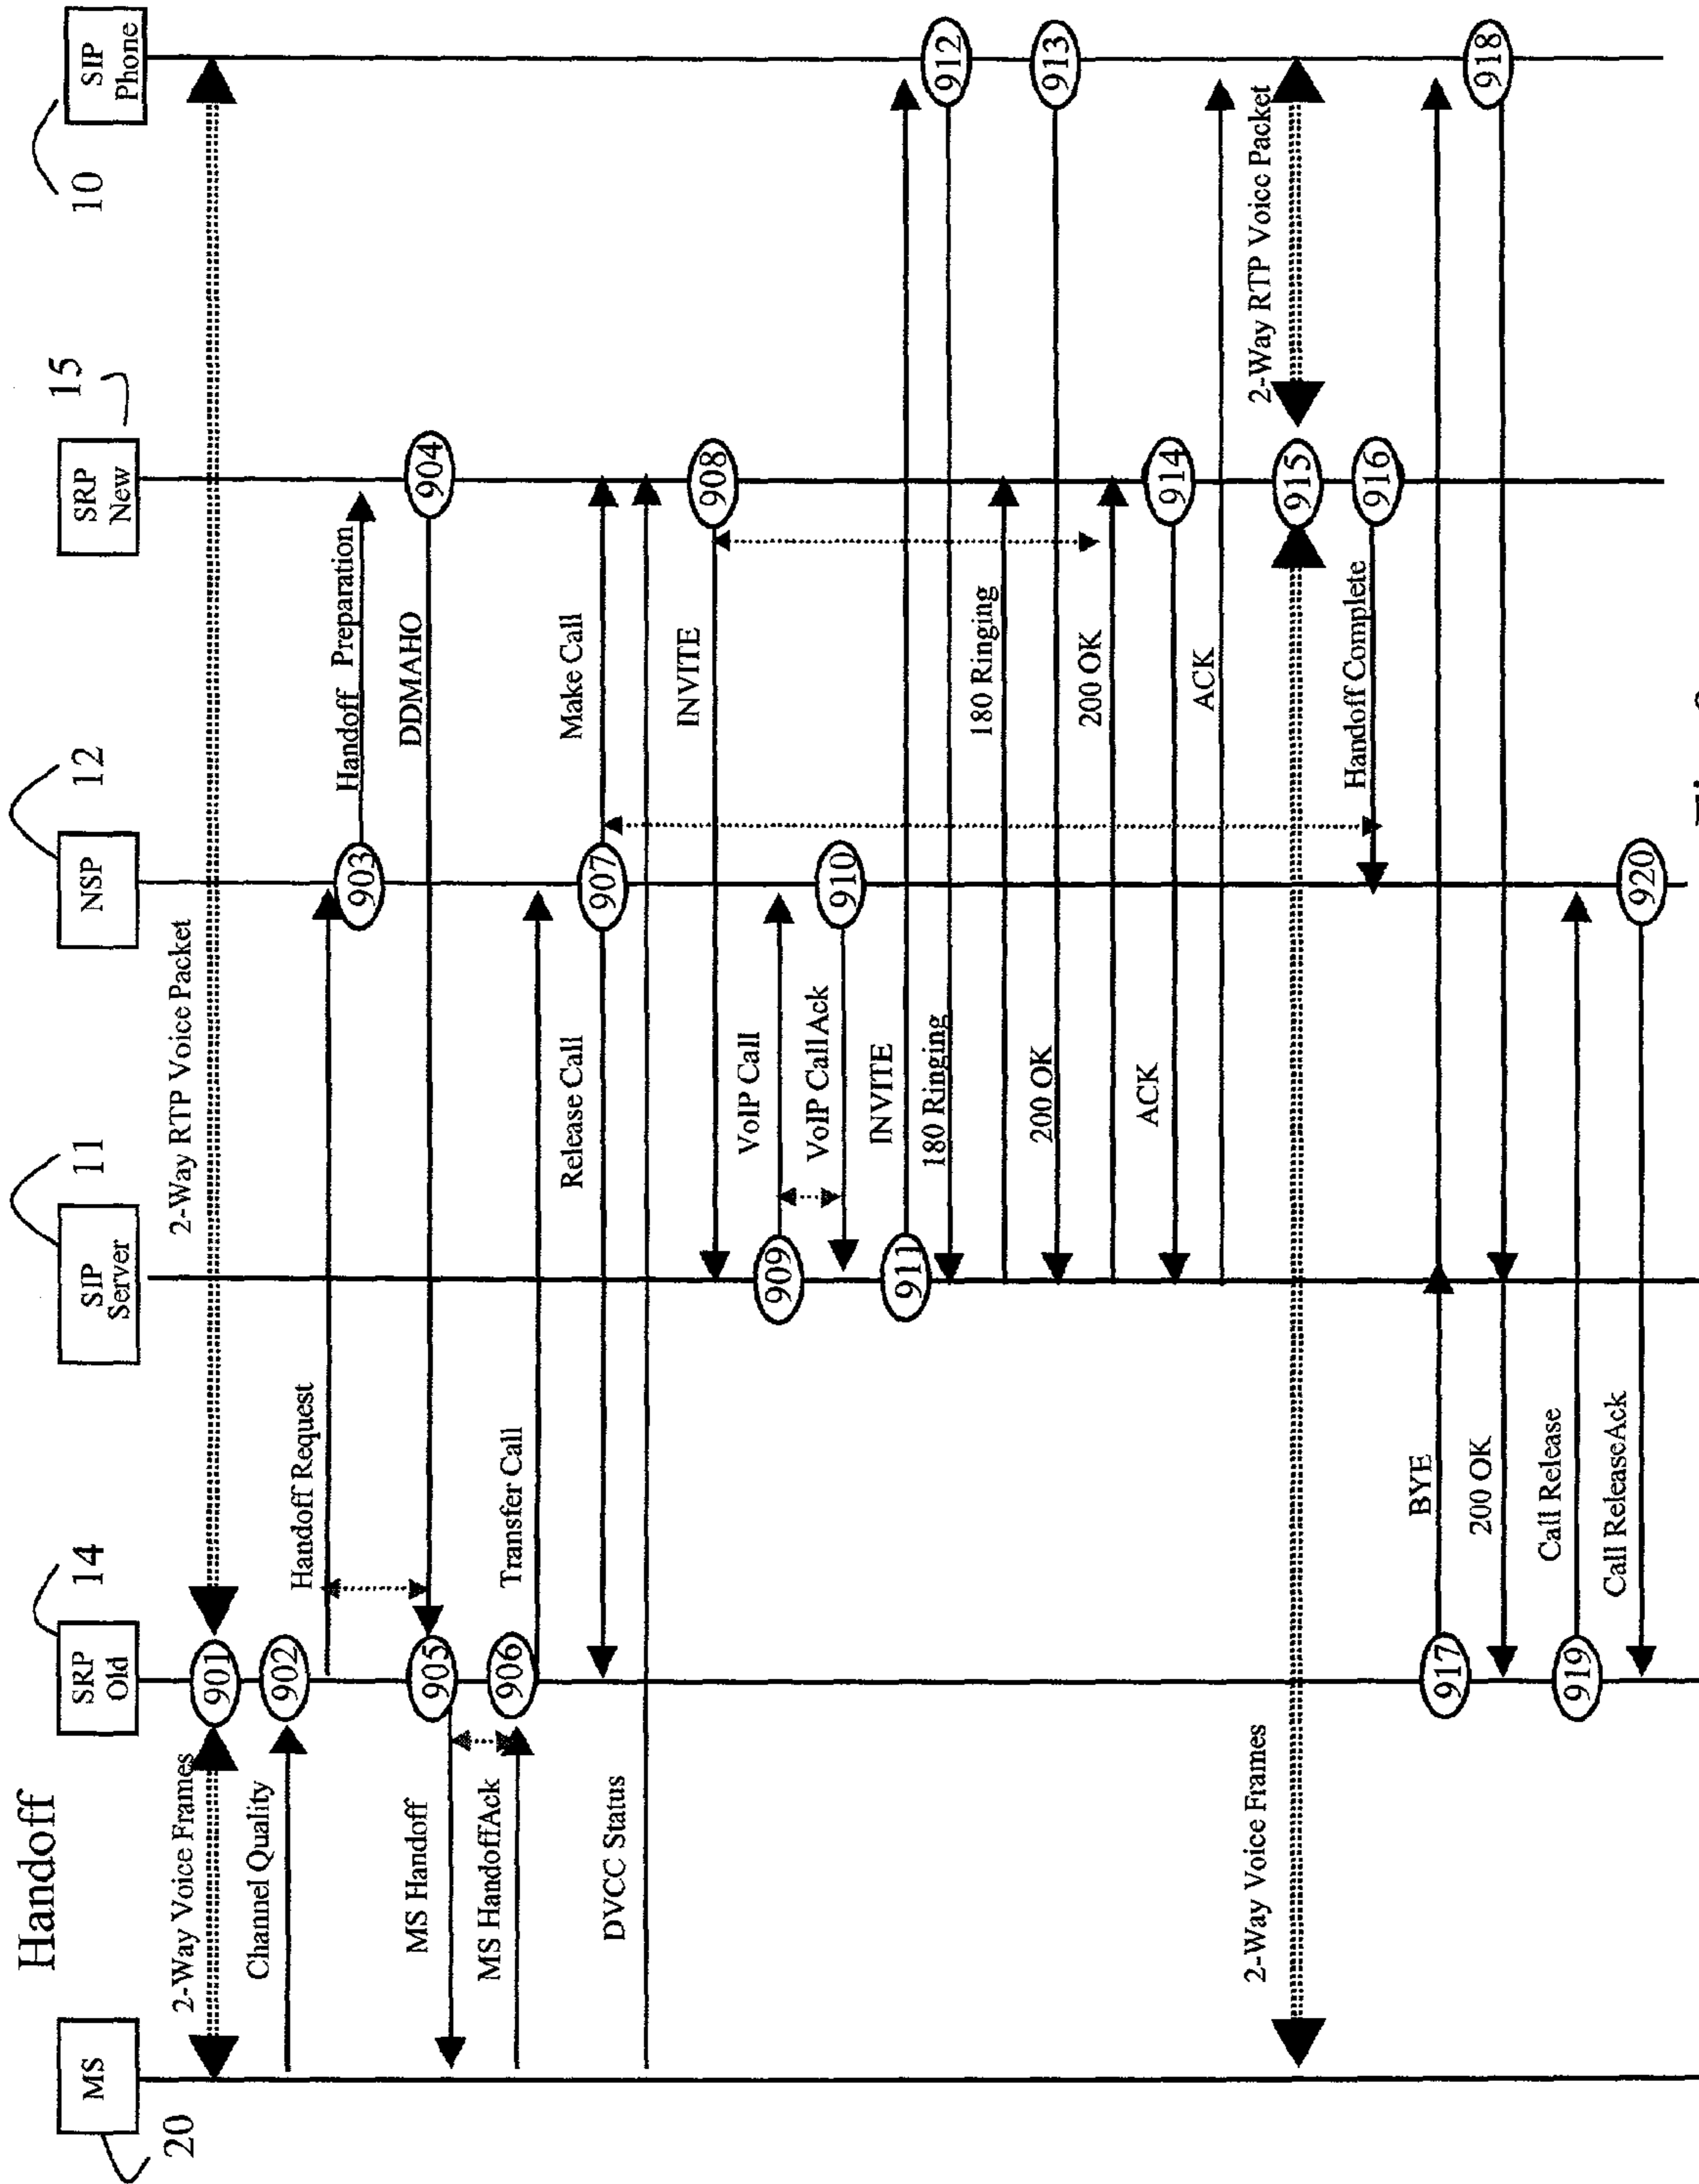 Handoff
MS
20
SRP
Old
14
SIP
Server
11
NSP
12
SRP
New
15
SIP
Phone
10
2-Way Voice Frames
901
2-Way RTP Voice Packet
Channel Quality
902
Handoff Request
903
Handoff Preparation
904
DDMAHO
905
MS Handoff
MS HandoffAck
906
Transfer Call
907
Release Call
Make Call
DVCC Status
908
INVITE
909
VoIP Call
910
VoIP CallAck
911
INVITE
912
180 Ringing
180 Ringing
913
200 OK
200 OK
914
ACK
ACK
2-Way Voice Frames
915
2-Way RTP Voice Packet
916
Handoff Complete
917
BYE
918
200 OK
919
Call Release
920
Call ReleaseAck